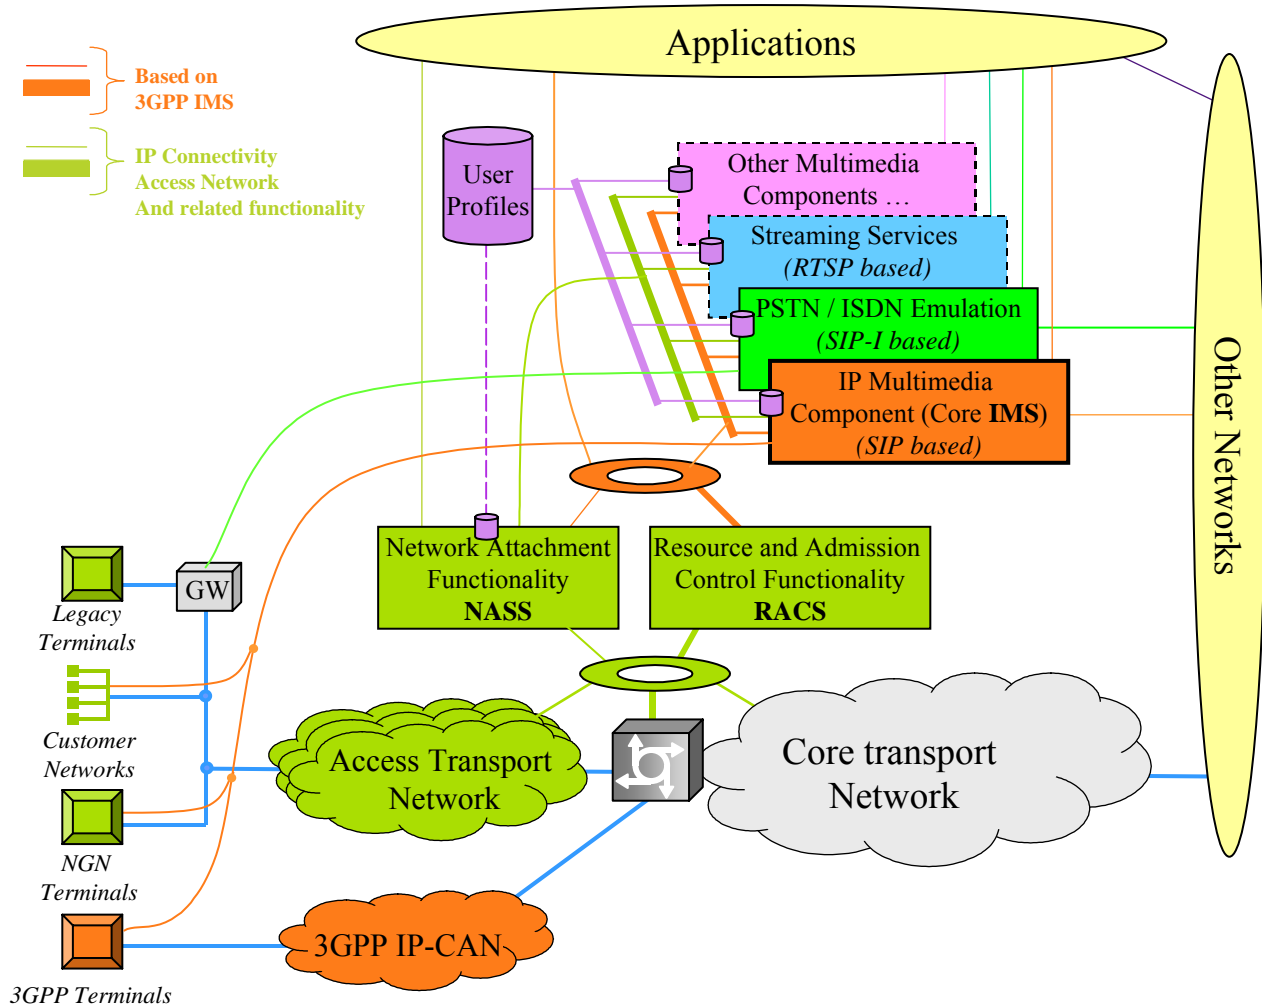 Applications
Based on
3GPP IMS
IP Connectivity
Access Network
And related functionality
User
Profiles
Other Multimedia
Components …
Streaming Services
(RTSP based)
PSTN / ISDN Emulation
(SIP-I based)
IP Multimedia
Component (Core IMS)
(SIP based)
Other Networks
Network Attachment
Functionality
NASS
Resource and Admission
Control Functionality
RACS
GW
Legacy
Terminals
Customer
Networks
NGN
Terminals
3GPP Terminals
Access Transport
Network
Core transport
Network
3GPP IP-CAN